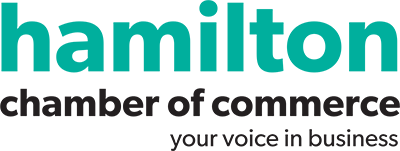 hamilton
chamber of commerce
your voice in business